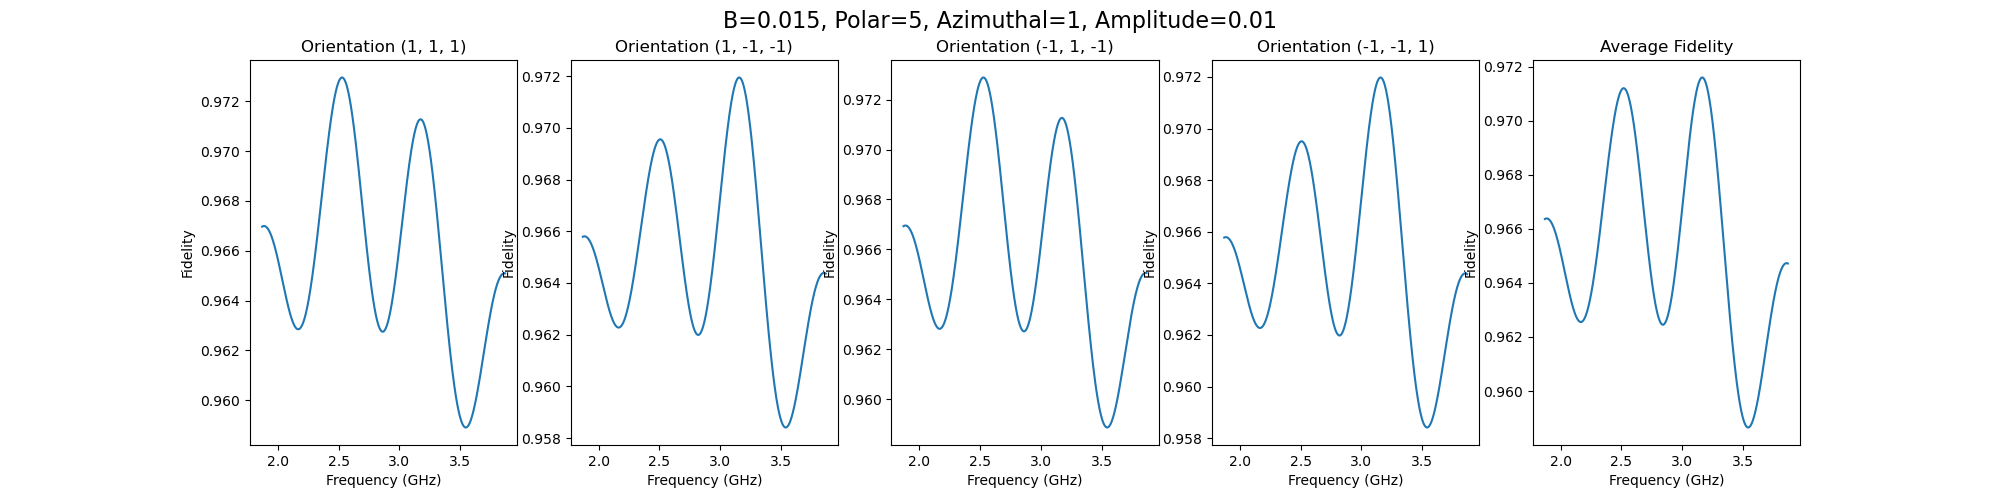 B=0.015, Polar=5, Azimuthal=1, Amplitude=0.01
Orientation (1, 1, 1)
0.972
0.970
0.968
0.966
0.964
0.962
0.960
Fidelity
2.0 2.5 3.0 3.5
Frequency (GHz)
Orientation (1, -1, -1)
0.972
0.970
0.968
0.966
0.964
0.962
0.960
0.958
Fidelity
2.0 2.5 3.0 3.5
Frequency (GHz)
Orientation (-1, 1, -1)
0.972
0.970
0.968
0.966
0.964
0.962
0.960
2.0 2.5 3.0 3.5
Frequency (GHz)
Orientation (-1, -1, 1)
0.972
0.970
0.968
0.966
0.964
0.962
0.960
0.958
Fidelity
2.0 2.5 3.0 3.5
Frequency (GHz)
Average Fidelity
0.972
0.970
0.968
0.966
0.964
0.962
0.960
Fidelity
2.0 2.5 3.0 3.5
Frequency (GHz)